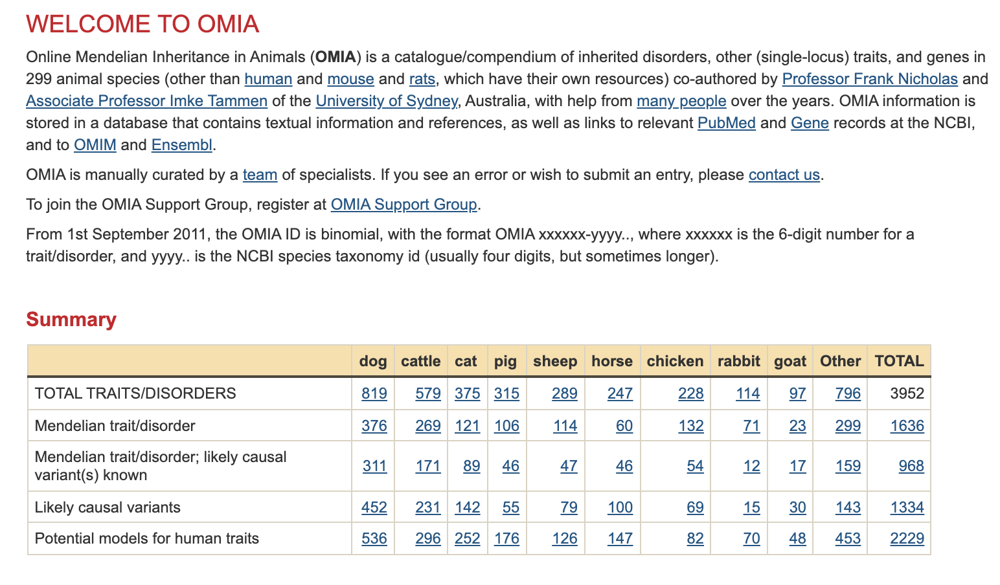 WELCOME TO OMIA
Online Mendelian Inheritance in Animals (OMIA) is a catalogue/compendium of inherited disorders, other (single-locus) traits, and genes in
299 animal species (other than human and mouse and rats, which have their own resources) co-authored by Professor Frank Nicholas and
Associate Professor Imke Tammen of the University of Sydney, Australia, with help from many people over the years. OMIA information is
stored in a database that contains textual information and references, as well as links to relevant PubMed and Gene records at the NCBI,
and to OMIM and Ensembl.
OMIA is manually curated by a team of specialists. If you see an error or wish to submit an entry, please contact us.
To join the OMIA Support Group, register at OMIA Support Group.
From 1st September 2011, the OMIA ID is binomial, with the format OMIA xxxxxx-yyyy.., where xxxxxx is the 6-digit number for a
trait/disorder, and yyyy.. is the NCBI species taxonomy id (usually four digits, but sometimes longer).
Summary
dog cattle cat pig sheep horse chicken rabbit goat Other TOTAL
TOTAL TRAITS/DISORDERS 819 579 375 315 289 247 228 114 97 796 3952
Mendelian trait/disorder 376 269 121 106 114 60 132 71 23 299 1636
Mendelian trait/disorder; likely causal
variant(s) known 311 171 89 46 47 46 54 12 17 159 968
Likely causal variants 452 231 142 55 79 100 69 15 30 143 1334
Potential models for human traits 536 296 252 176 126 147 82 70 48 453 2229